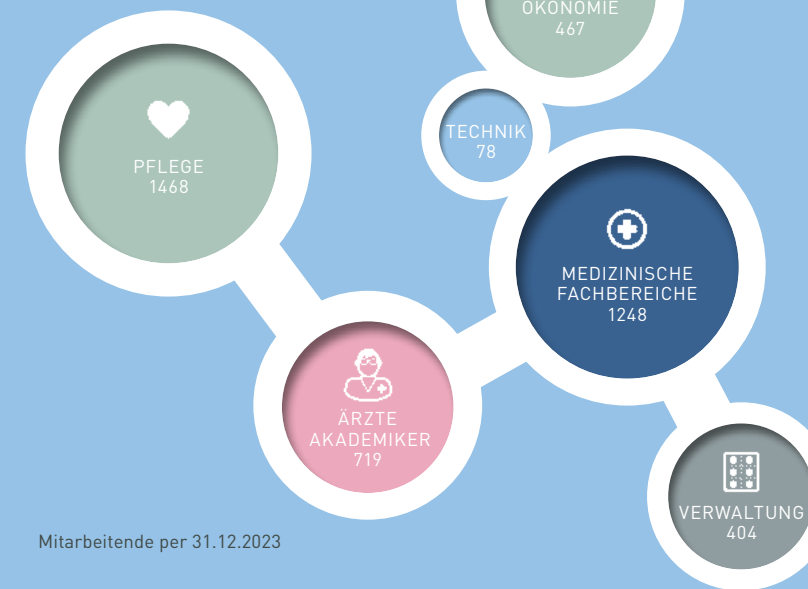 ÖKONOMIE
467
TECHNIK
78
PFLEGE
1468
MEDIZINISCHE
FACHBEREICHE
1248
ÄRZTE
AKADEMIKER
719
VERWALTUNG
404
Mitarbeitende per 31.12.2023